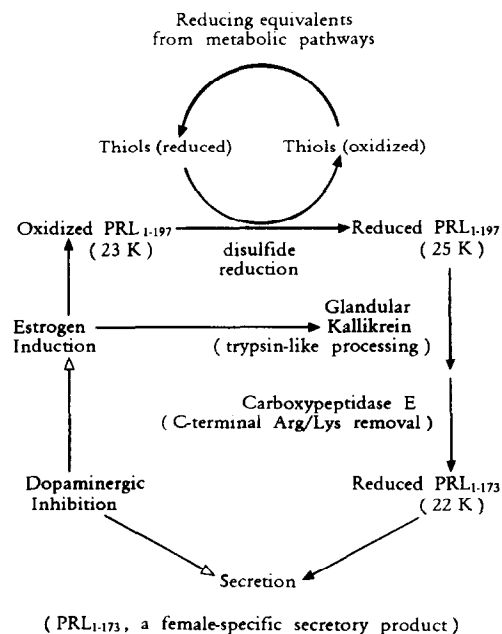 Reducing equivalents
from metabolic pathways
Thiols (reduced) Thiols (oxidized)
Oxidized PRL1-197 Reduced PRL1-197
( 23 K ) disulfide ( 25 K )
reduction
Glandular
Estrogen Kallikrein
Induction ( trypsin-like processing )
Carboxypeptidase E
( C-terminal Arg/Lys removal )
Dopaminergic Reduced PRL1-173
Inhibition ( 22 K )
Secretion
( PRL1-173, a female-specific secretory product )